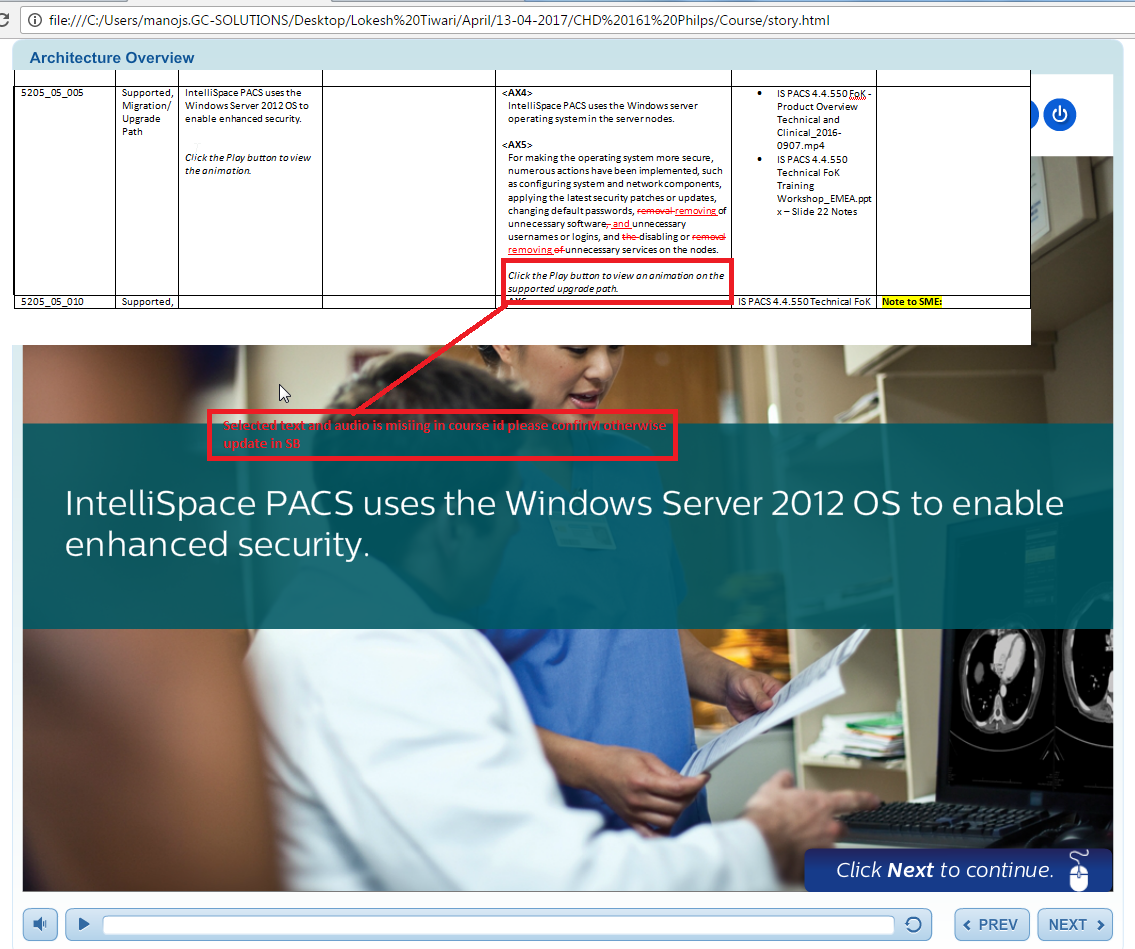 file:///C:/Users/manojs.GC-SOLUTIONS/Desktop/Lokesh%20Tiwari/April/13-04-2017/CHD%20161%20Philps/Course/story.html
Architecture Overview
5205_05_005
Supported,
Migration/
Upgrade
Path
IntelliSpace PACS uses the
Windows Server 2012 OS to
enable enhanced security.
Click the Play button to view
the animation.
<AX4>
IntelliSpace PACS uses the Windows server
operating system in the server nodes.
<AX5>
For making the operating system more secure,
numerous actions have been implemented, such
as configuring system and network components,
applying the latest security patches or updates,
changing default passwords, removal removing of
unnecessary software, and unnecessary
usernames or logins, and the disabling or removal
removing of unnecessary services on the nodes.
Click the Play button to view an animation on the
supported upgrade path.
• IS PACS 4.4.550 FoK -
Product Overview
Technical and
Clinical_2016-
0907.mp4
• IS PACS 4.4.550
Technical FoK
Training
Workshop_EMEA.ppt
x – Slide 22 Notes
5205_05_010
Supported,
IS PACS 4.4.550 Technical FoK
Note to SME:
Selected text and audio is misiing in course id please confirM otherwise
update in SB
IntelliSpace PACS uses the Windows Server 2012 OS to enable
enhanced security.
Click Next to continue.
PREV
NEXT